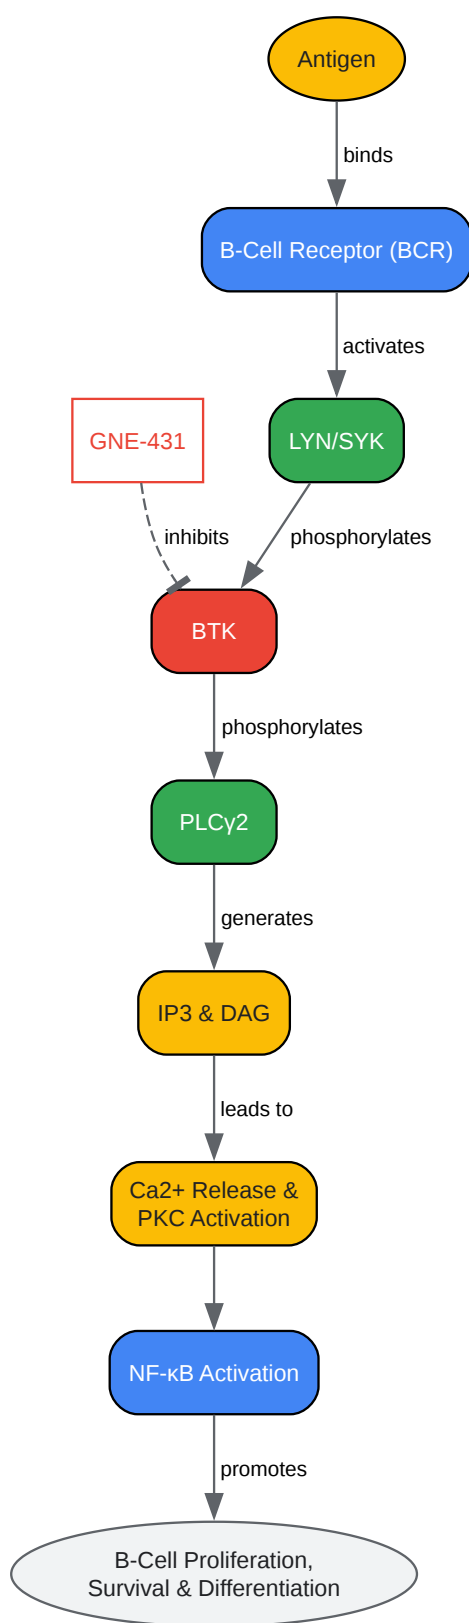 Antigen
binds
B-Cell Receptor (BCR)
activates
GNE-431
LYN/SYK
inhibits
phosphorylates
BTK
phosphorylates
PLCγ2
generates
IP3 & DAG
leads to
Ca2+ Release &
PKC Activation
NF-κB Activation
promotes
B-Cell Proliferation,
Survival & Differentiation